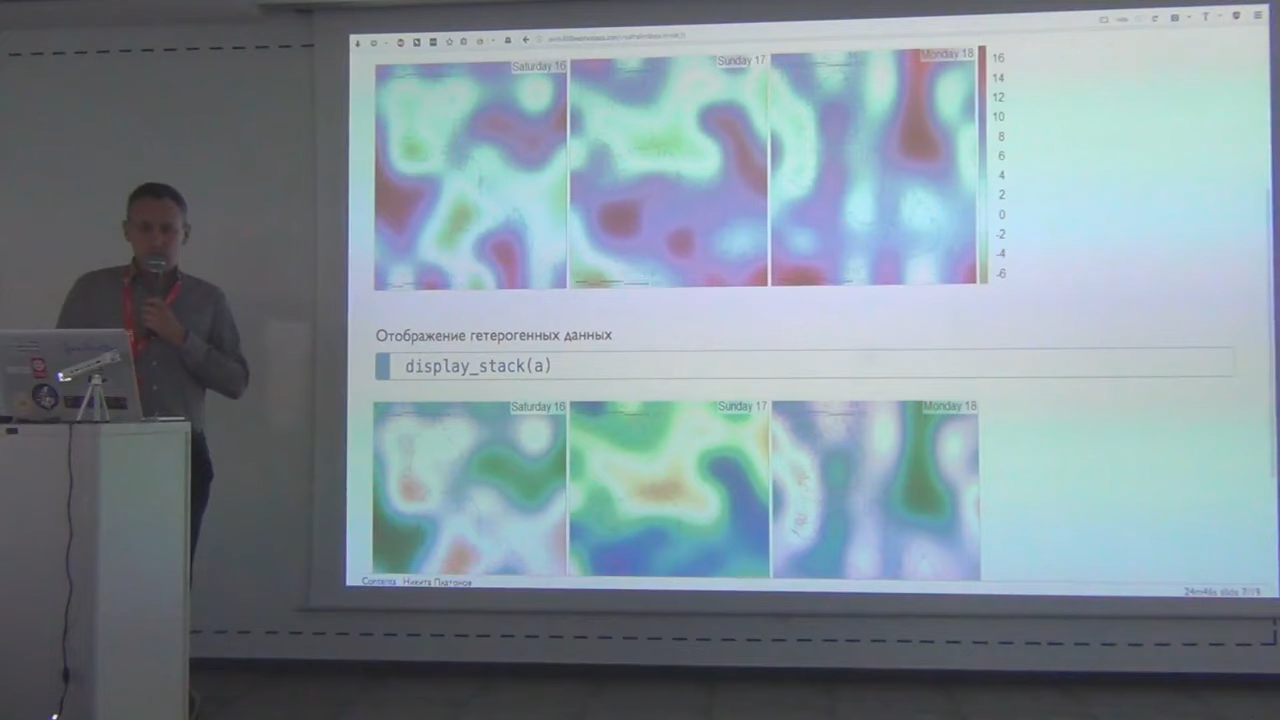 Saturday 16
Sunday 17
Monday 18
16
14
12
10
8
6
4
2
0
-2
-4
-6
Отображение гетерогенных данных
display_stack(a)
Saturday 16
Sunday 17
Monday 18
Contents Никита Платонов